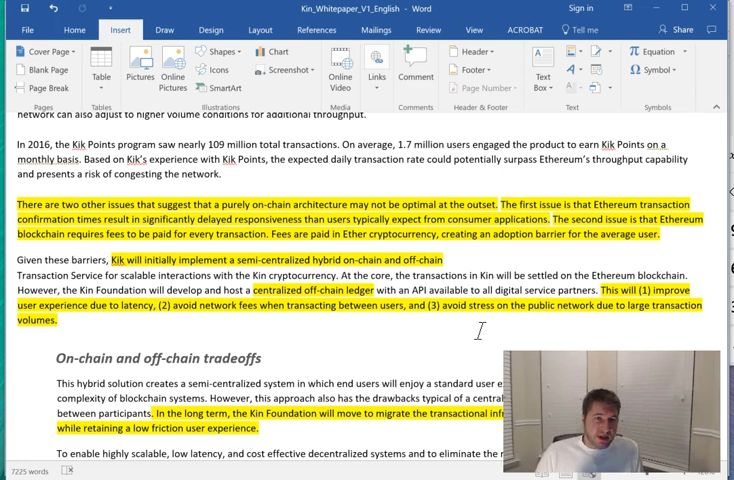 Kin_Whitepaper_V1_English - Word
Sign in
File Home Insert Draw Design Layout References Mailings Review View ACROBAT Tell me Share
Cover Page
Blank Page
Page Break
Pages
Table
Tables
Pictures
Online Pictures
Shapes
Icons
SmartArt
Chart
Screenshot
Illustrations
Online Video
Media
Links
Comment
Comments
Header
Footer
Page Number
Header & Footer
Text Box
Text
Equation
Symbol
Symbols
network can also adjust to higher volume conditions for additional throughput.
In 2016, the Kik Points program saw nearly 109 million total transactions. On average, 1.7 million users engaged the product to earn Kik Points on a
monthly basis. Based on Kik's experience with Kik Points, the expected daily transaction rate could potentially surpass Ethereum's throughput capability
and presents a risk of congesting the network.
There are two other issues that suggest that a purely on-chain architecture may not be optimal at the outset. The first issue is that Ethereum transaction
confirmation times result in significantly delayed responsiveness than users typically expect from consumer applications. The second issue is that Ethereum
blockchain requires fees to be paid for every transaction. Fees are paid in Ether cryptocurrency, creating an adoption barrier for the average user.
Given these barriers, Kik will initially implement a semi-centralized hybrid on-chain and off-chain
Transaction Service for scalable interactions with the Kin cryptocurrency. At the core, the transactions in Kin will be settled on the Ethereum blockchain.
However, the Kin Foundation will develop and host a centralized off-chain ledger with an API available to all digital service partners. This will (1) improve
user experience due to latency, (2) avoid network fees when transacting between users, and (3) avoid stress on the public network due to large transaction
volumes.
On-chain and off-chain tradeoffs
This hybrid solution creates a semi-centralized system in which end users will enjoy a standard user
complexity of blockchain systems. However, this approach also has the drawbacks typical of a
between participants. In the long term, the Kin Foundation will move to migrate the transactional
while retaining a low friction user experience.
To enable highly scalable, low latency, and cost effective decentralized systems and to eliminate the
7225 words